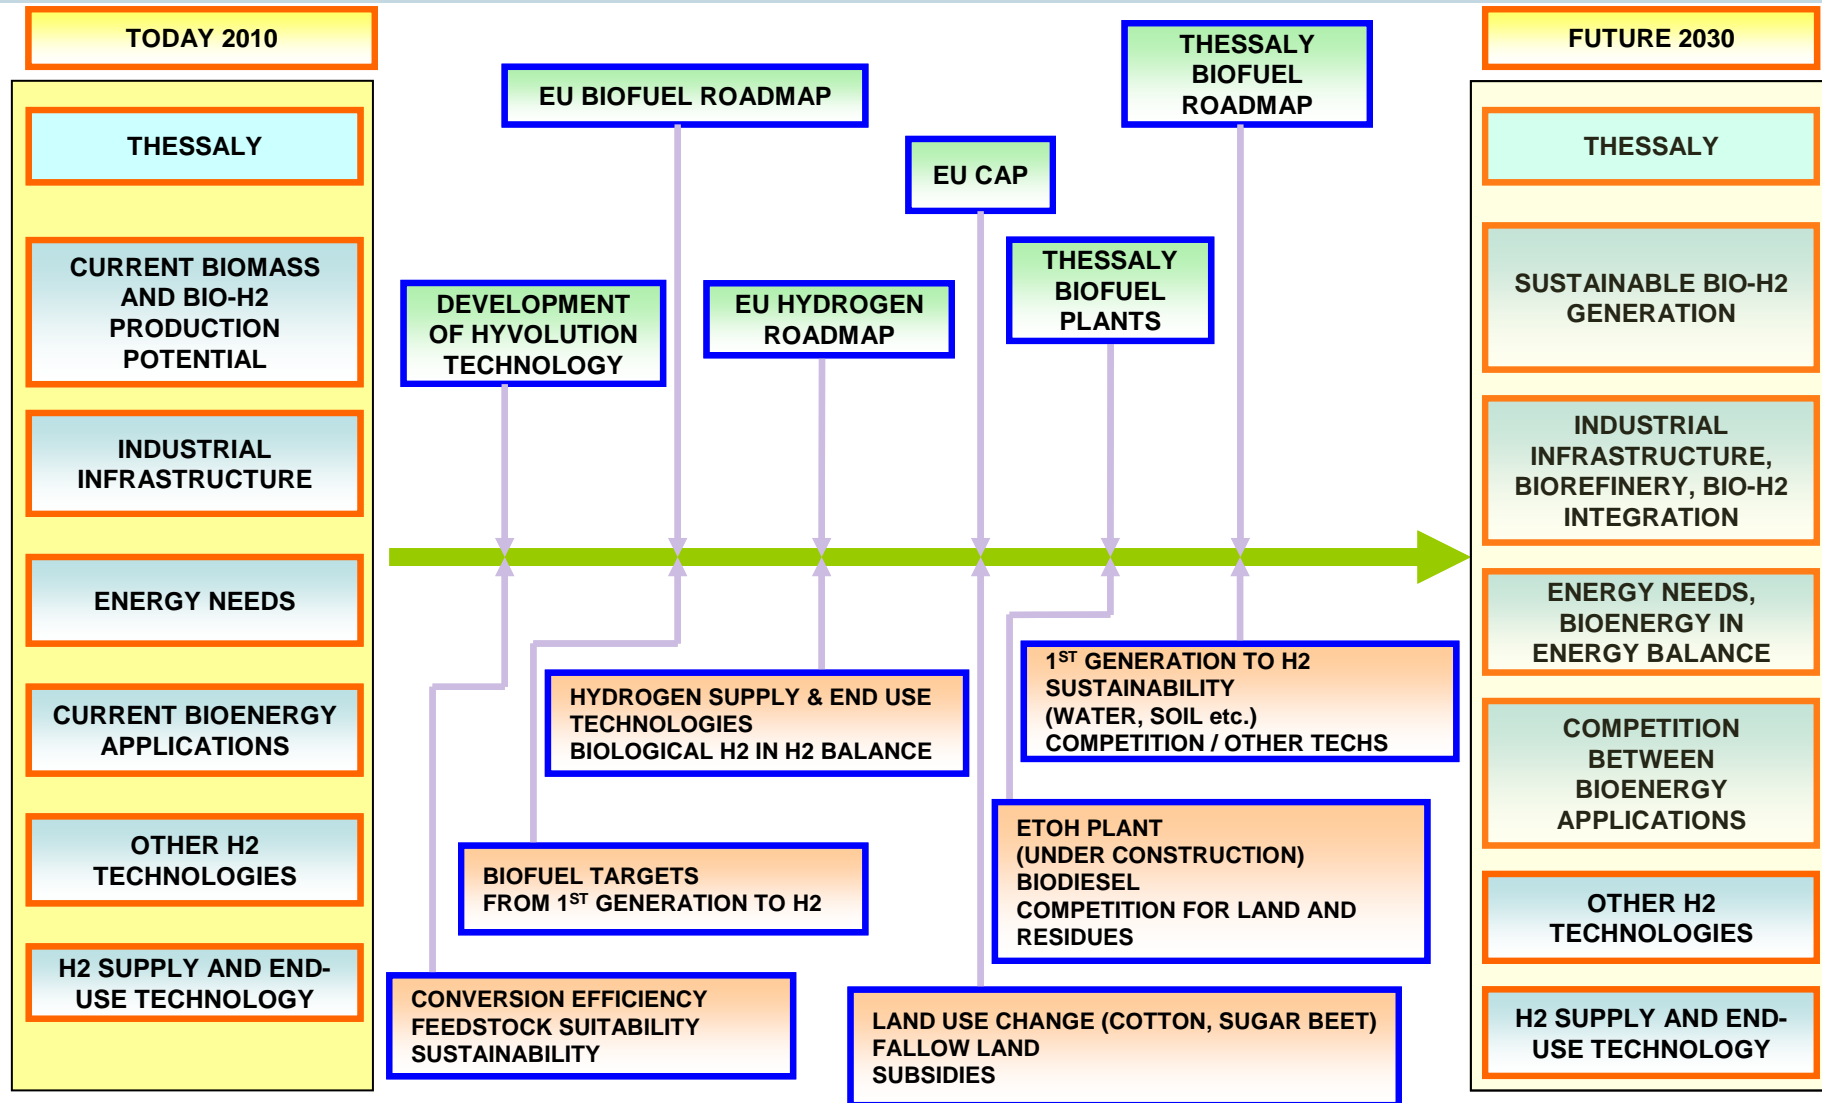 TODAY 2010
THESSALY
CURRENT BIOMASS
AND BIO-H2
PRODUCTION
POTENTIAL
INDUSTRIAL
INFRASTRUCTURE
ENERGY NEEDS
CURRENT BIOENERGY
APPLICATIONS
OTHER H2
TECHNOLOGIES
H2 SUPPLY AND END-
USE TECHNOLOGY
EU BIOFUEL ROADMAP
THESSALY
BIOFUEL
ROADMAP
EU CAP
DEVELOPMENT
OF HYVOLUTION
TECHNOLOGY
EU HYDROGEN
ROADMAP
THESSALY
BIOFUEL
PLANTS
HYDROGEN SUPPLY & END USE
TECHNOLOGIES
BIOLOGICAL H2 IN H2 BALANCE
1ST GENERATION TO H2
SUSTAINABILITY
(WATER, SOIL etc.)
COMPETITION / OTHER TECHS
BIOFUEL TARGETS
FROM 1ST GENERATION TO H2
ETOH PLANT
(UNDER CONSTRUCTION)
BIODIESEL
COMPETITION FOR LAND AND
RESIDUES
CONVERSION EFFICIENCY
FEEDSTOCK SUITABILITY
SUSTAINABILITY
LAND USE CHANGE (COTTON, SUGAR BEET)
FALLOW LAND
SUBSIDIES
FUTURE 2030
THESSALY
SUSTAINABLE BIO-H2
GENERATION
INDUSTRIAL
INFRASTRUCTURE,
BIOREFINERY, BIO-H2
INTEGRATION
ENERGY NEEDS,
BIOENERGY IN
ENERGY BALANCE
COMPETITION
BETWEEN
BIOENERGY
APPLICATIONS
OTHER H2
TECHNOLOGIES
H2 SUPPLY AND END-
USE TECHNOLOGY